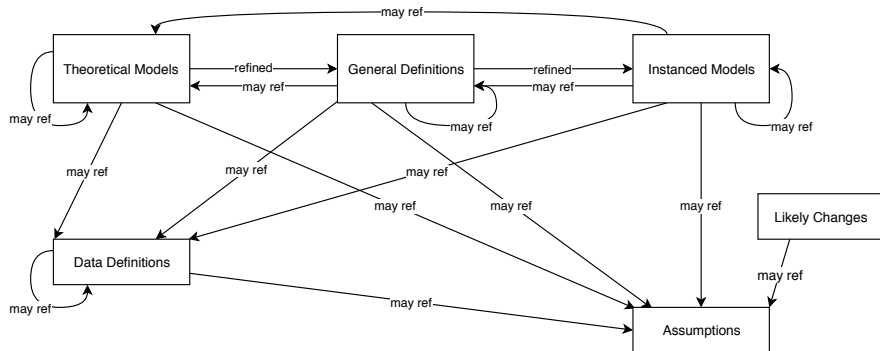 may ref
Theoretical Models
refined
General Definitions
refined
Instanced Models
may ref
may ref
may ref
may ref
may ref
may ref
may ref
may ref
may ref
may ref
may ref
may ref
Likely Changes
Data Definitions
may ref
may ref
may ref
Assumptions